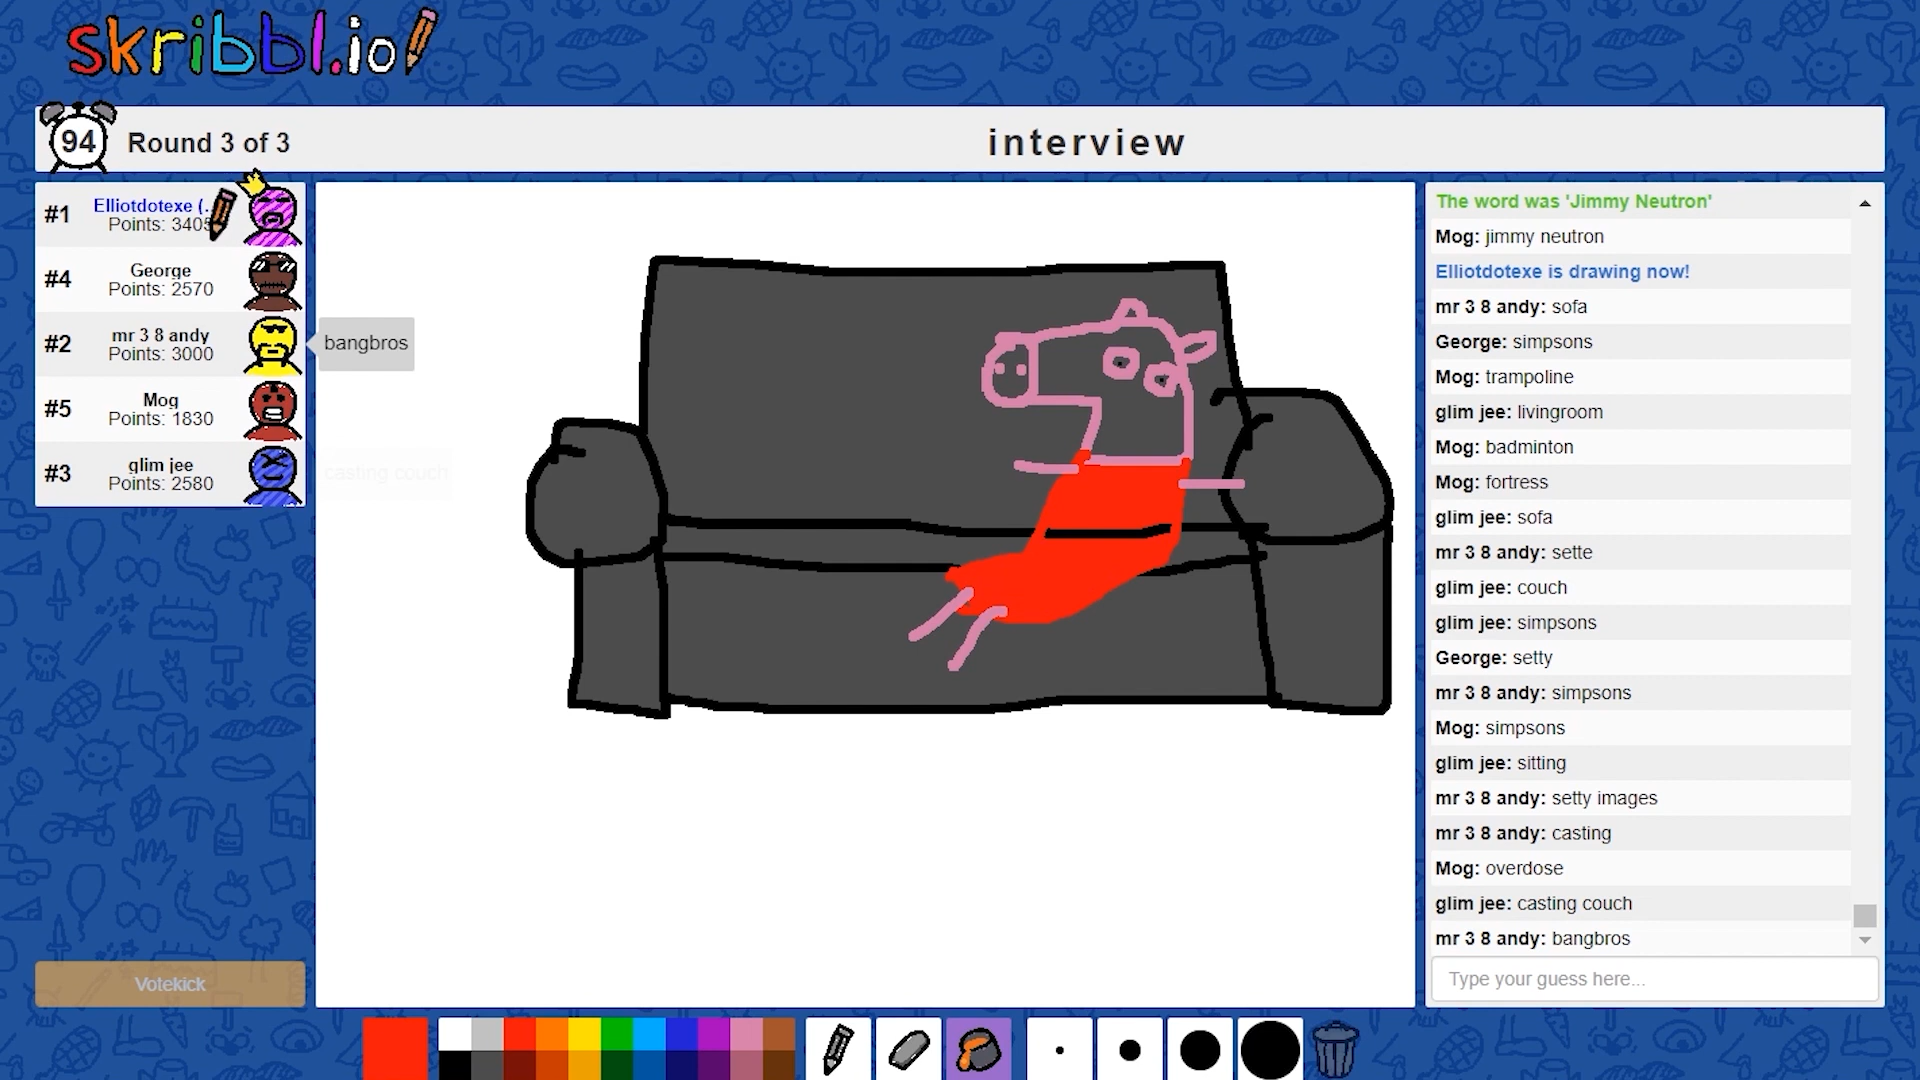 skribbl.io
94
Round 3 of 3
interview
#1
Elliotdotexe (..
Points: 3405
#4
George
Points: 2570
#2
mr 3 8 andy
Points: 3000
bangbros
#5
Mog
Points: 1830
#3
glim jee
Points: 2580
casting couch
Votekick
The word was 'Jimmy Neutron'
Mog: jimmy neutron
Elliotdotexe is drawing now!
mr 3 8 andy: sofa
George: simpsons
Mog: trampoline
glim jee: livingroom
Mog: badminton
Mog: fortress
glim jee: sofa
mr 3 8 andy: sette
glim jee: couch
glim jee: simpsons
George: setty
mr 3 8 andy: simpsons
Mog: simpsons
glim jee: sitting
mr 3 8 andy: setty images
mr 3 8 andy: casting
Mog: overdose
glim jee: casting couch
mr 3 8 andy: bangbros
Type your guess here...